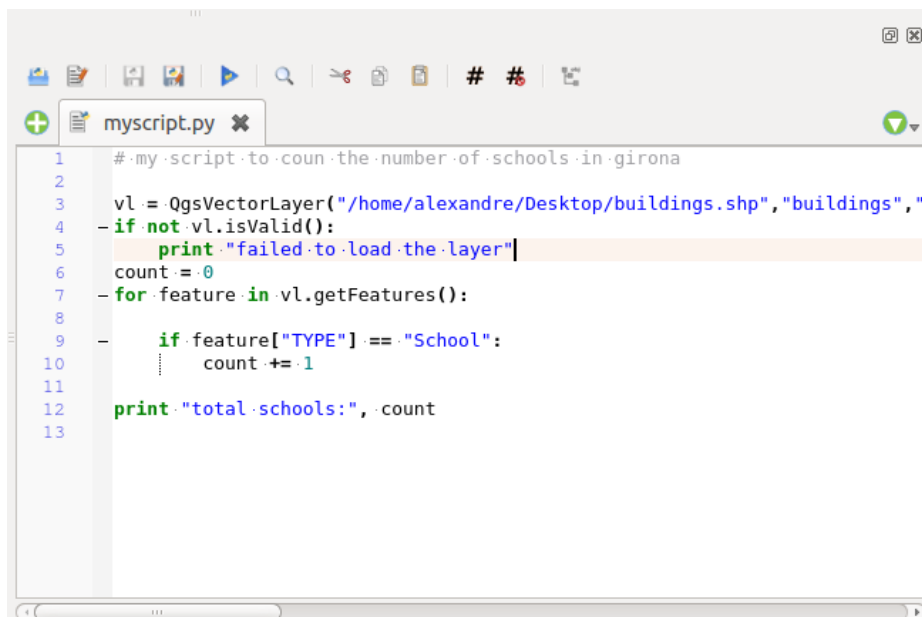 myscript.py
1 # my script to coun the number of schools in girona
2
3 vl = QgsVectorLayer("/home/alexandre/Desktop/buildings.shp","buildings","
4 if not vl.isValid():
5     print "failed to load the layer"
6 count = 0
7 for feature in vl.getFeatures():
8
9     if feature["TYPE"] == "School":
10         count += 1
11
12 print "total schools:", count
13